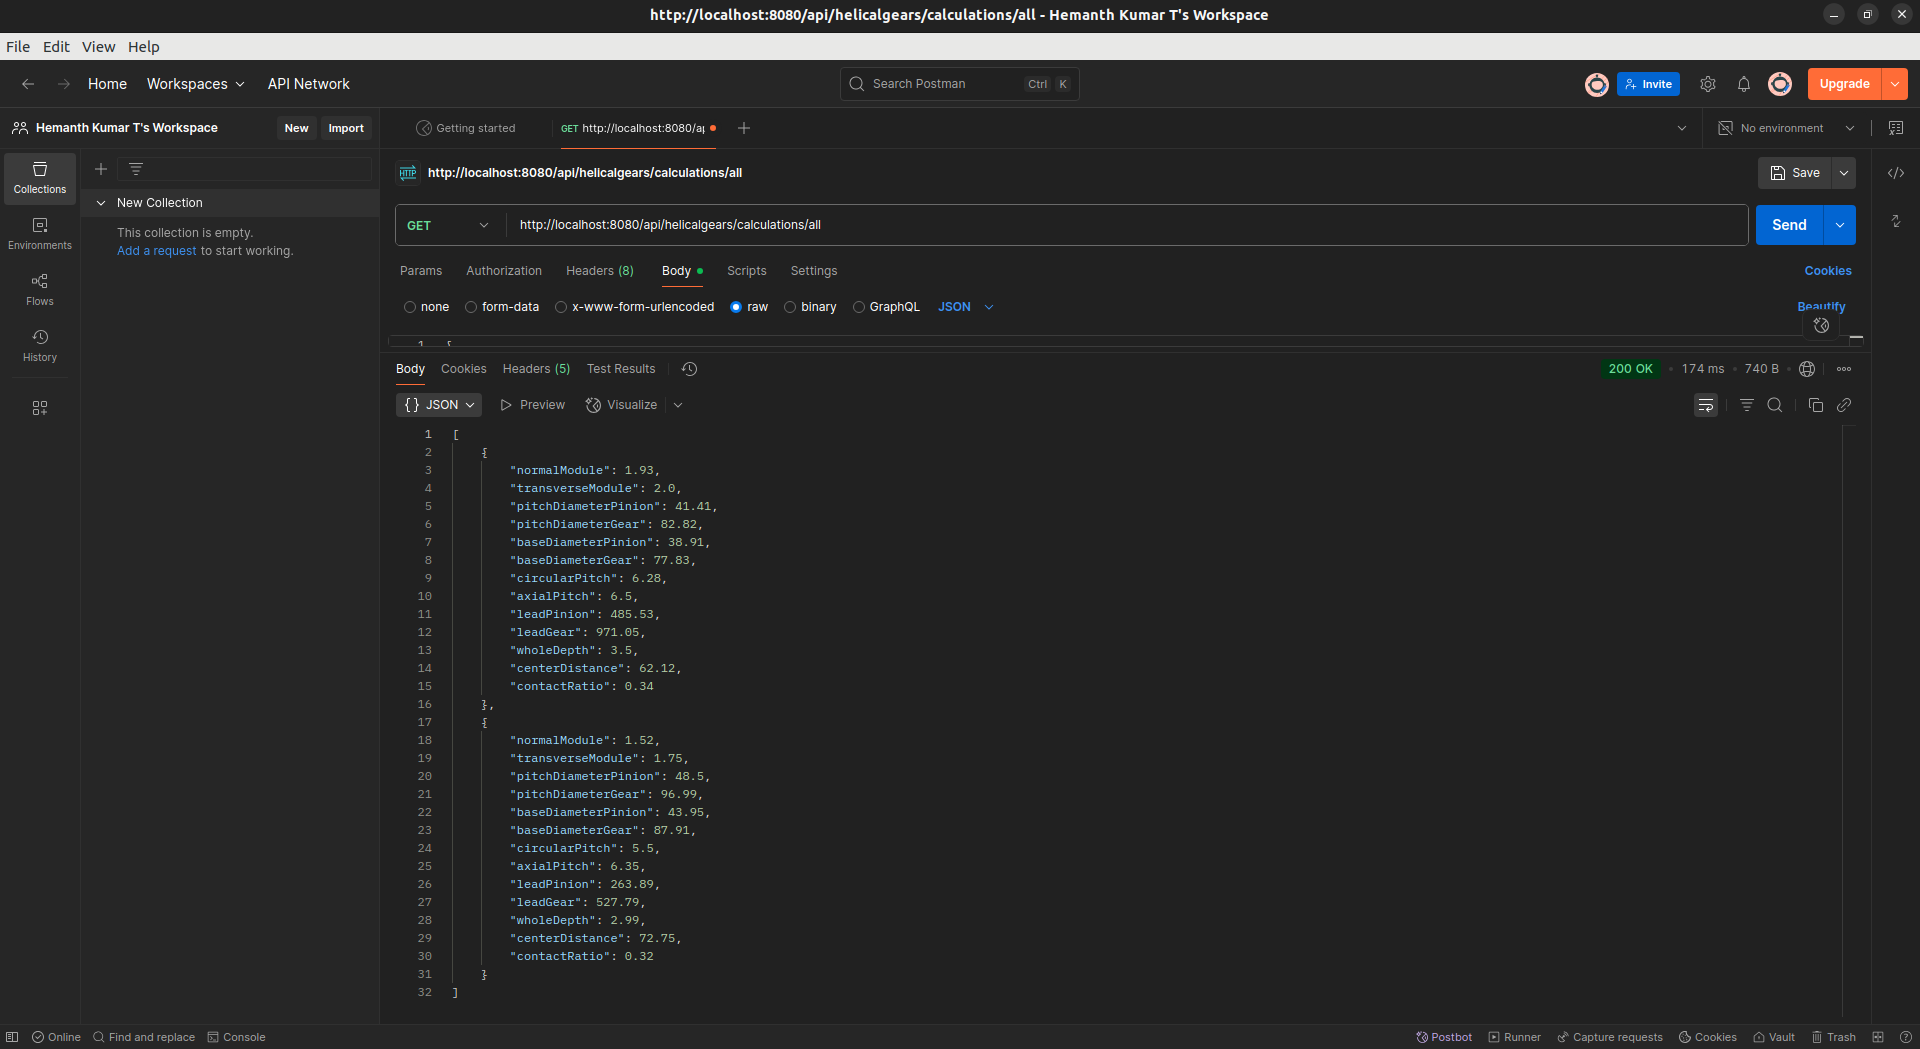 http://localhost:8080/api/helicalgears/calculations/all - Hemanth Kumar T's Workspace
File Edit View Help
Home Workspaces API Network Search Postman Ctrl K Invite Upgrade
Hemanth Kumar T's Workspace New Import Getting started GET http://localhost:8080/ap No environment
Collections
Environments
Flows
History
New Collection
This collection is empty.
Add a request to start working.
HTTP http://localhost:8080/api/helicalgears/calculations/all Save
GET http://localhost:8080/api/helicalgears/calculations/all Send
Params Authorization Headers (8) Body Scripts Settings Cookies
none form-data x-www-form-urlencoded raw binary GraphQL JSON Beautify
1 {
Body Cookies Headers (5) Test Results 200 OK 174 ms 740 B
{} JSON Preview Visualize
1 [
2 {
3 "normalModule": 1.93,
4 "transverseModule": 2.0,
5 "pitchDiameterPinion": 41.41,
6 "pitchDiameterGear": 82.82,
7 "baseDiameterPinion": 38.91,
8 "baseDiameterGear": 77.83,
9 "circularPitch": 6.28,
10 "axialPitch": 6.5,
11 "leadPinion": 485.53,
12 "leadGear": 971.05,
13 "wholeDepth": 3.5,
14 "centerDistance": 62.12,
15 "contactRatio": 0.34
16 },
17 {
18 "normalModule": 1.52,
19 "transverseModule": 1.75,
20 "pitchDiameterPinion": 48.5,
21 "pitchDiameterGear": 96.99,
22 "baseDiameterPinion": 43.95,
23 "baseDiameterGear": 87.91,
24 "circularPitch": 5.5,
25 "axialPitch": 6.35,
26 "leadPinion": 263.89,
27 "leadGear": 527.79,
28 "wholeDepth": 2.99,
29 "centerDistance": 72.75,
30 "contactRatio": 0.32
31 }
32 ]
Online Find and replace Console Postbot Runner Capture requests Cookies Vault Trash